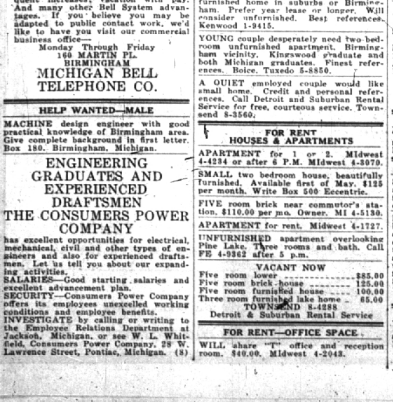 And many other Bell System advan-
tages. If you believe you may be
adapted to public contact work, we'd
like to have you visit our commercial
business office—
Monday Through Friday
160 MARTIN PL.
BIRMINGHAM
MICHIGAN BELL
TELEPHONE CO.
HELP WANTED—MALE
MACHINE design engineer with good
practical knowledge of Birmingham area.
Give complete background in first letter.
Box 180, Birmingham, Michigan.
ENGINEERING
GRADUATES AND
EXPERIENCED
DRAFTSMEN
THE CONSUMERS POWER
COMPANY
has excellent opportunities for electrical,
mechanical, civil and other types of en-
gineers and also for experienced drafts-
men. Let us tell you about our expand-
ing activities.
SALARIES—Good starting salaries and
excellent advancement plan.
SECURITY—Consumers Power Company
offers its employees unexcelled working
conditions and employee benefits.
INVESTIGATE by calling or writing to
the Employee Relations Department at
Jackson, Michigan, or see W. L. Whit-
field, Consumers Power Company, 28 W.
Lawrence Street, Pontiac, Michigan. (8)
furnished home in suburbs or Birming-
ham. Prefer year lease or longer. Will
consider unfurnished. Best references.
Kenwood 1-9415.
YOUNG couple desperately need two bed-
room unfurnished apartment, Birming-
ham vicinity. Kingswood graduate and
both Michigan graduates. Finest refer-
ences. Boice. Tuxedo 5-8850.
A QUIET employed couple would like
small home. Credit and personal refer-
ences. Call Detroit and Suburban Rental
Service for free, courteous service. Town-
send 8-3560.
FOR RENT
HOUSES & APARTMENTS
APARTMENT for 1 or 2. Midwest
4-4234 or after 6 P.M. Midwest 4-3070.
SMALL two bedroom house, beautifully
furnished. Available first of May. $125
per month. Write Box 500 Eccentric.
FIVE room brick near commuter's sta-
tion. $110.00 per mo. Owner. MI 4-5130.
APARTMENT for rent. Midwest 4-1727.
UNFURNISHED apartment overlooking
Pine Lake. Three rooms and bath. Call
FE 4-9362 after 5 p.m.
VACANT NOW
Five room lower $85.00
Five room brick house 125.00
Five room furnished house 100.00
Three room furnished lake home 65.00
TOWNSEND 8-4288
Detroit & Suburban Rental Service
FOR RENT—OFFICE SPACE
WILL share "T" office and reception
room. $40.00. MIdwest 4-2043.